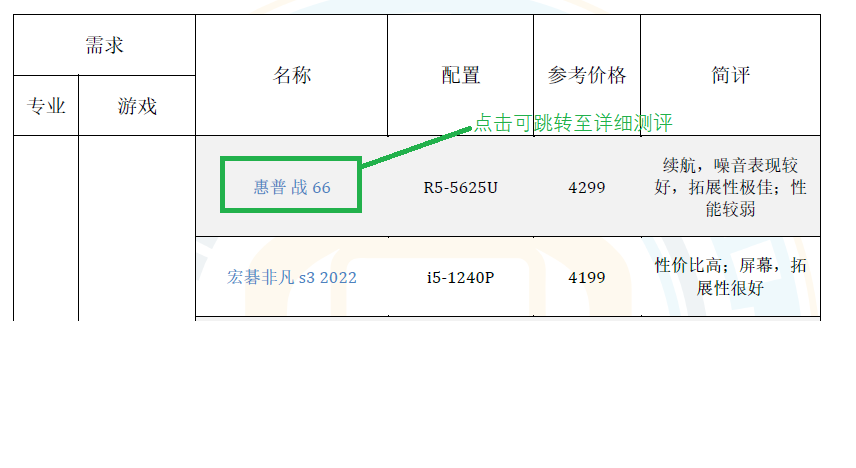 需求
名称
配置
参考价格
简评
专业
游戏
点击可跳转至详细测评
惠普 战 66
R5-5625U
4299
续航，噪音表现较
好，拓展性极佳；性
能较弱
宏碁非凡 s3 2022
i5-1240P
4199
性价比高；屏幕，拓
展性很好